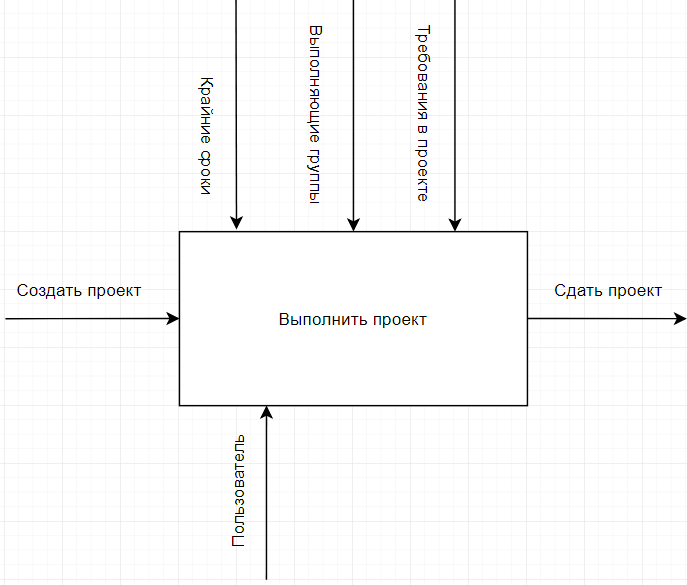 Крайние сроки
Выполняющие группы
Требования в проекте
Создать проект
Выполнить проект
Сдать проект
Пользователь